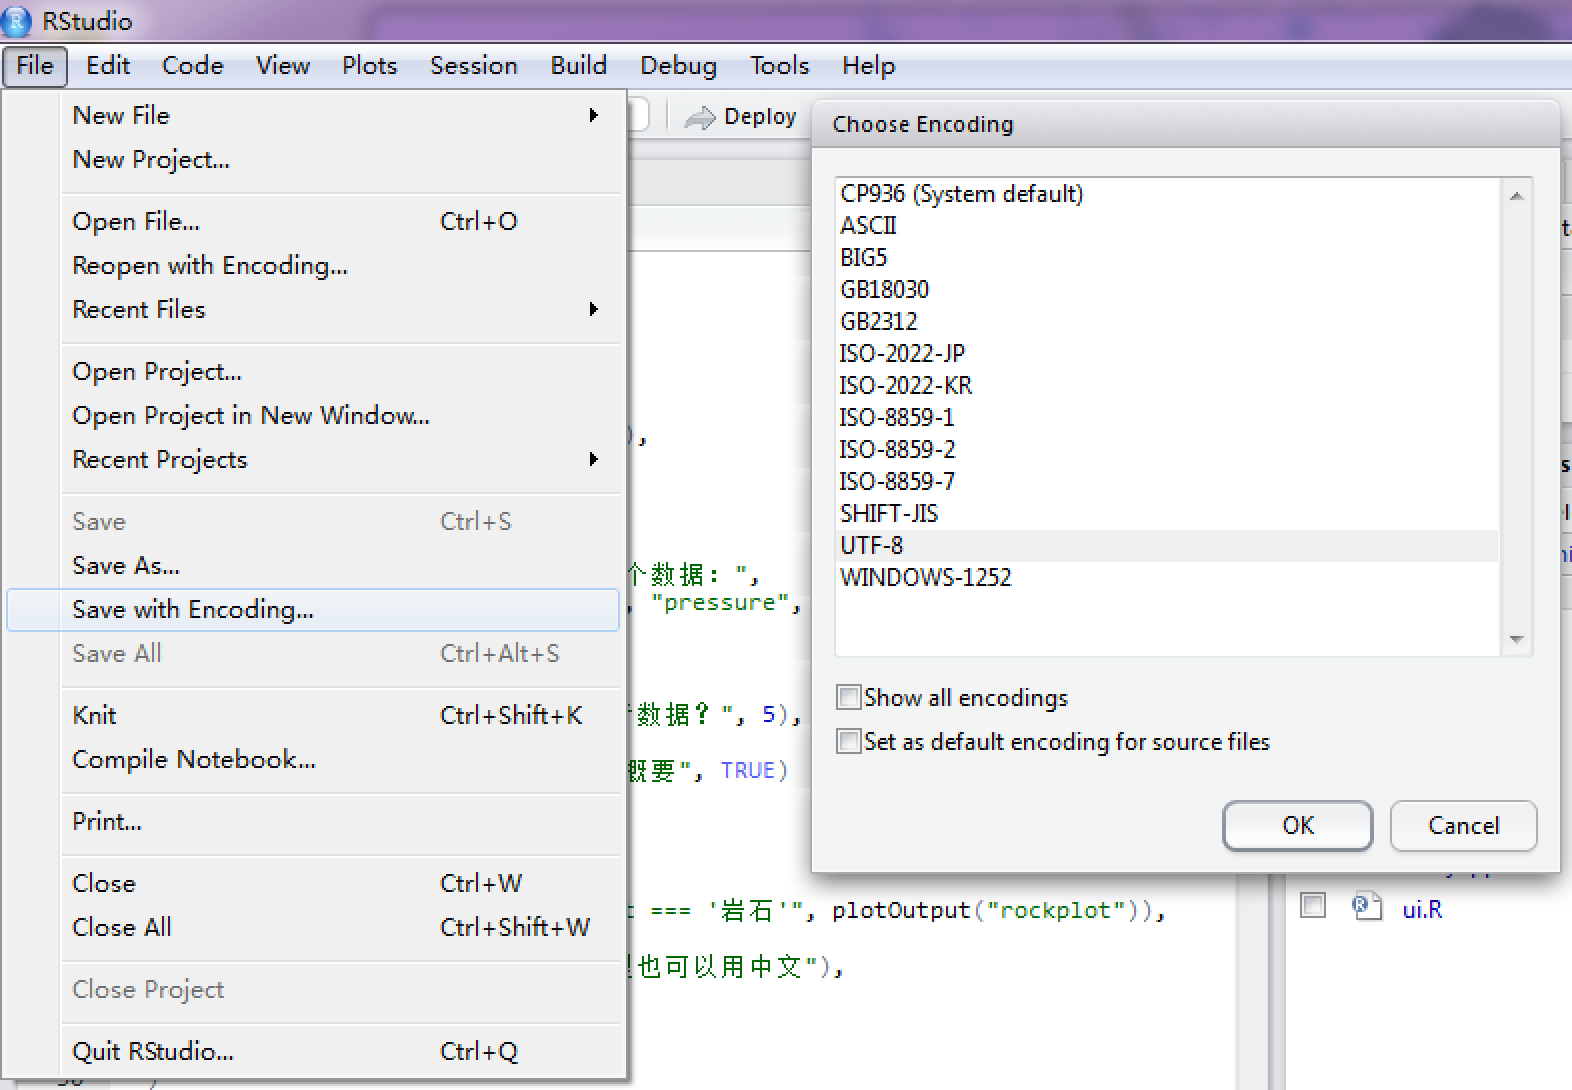 RStudio
File Edit Code View Plots Session Build Debug Tools Help
New File
New Project...
Open File... Ctrl+O
Reopen with Encoding...
Recent Files
Open Project...
Open Project in New Window...
Recent Projects
Save Ctrl+S
Save As...
Save with Encoding...
Save All Ctrl+Alt+S
Knit Ctrl+Shift+K
Compile Notebook...
Print...
Close Ctrl+W
Close All Ctrl+Shift+W
Close Project
Quit RStudio... Ctrl+Q
Deploy
),
个数据：",
, "pressure",
数据？", 5),
概要", TRUE)
=== '岩石'", plotOutput("rockplot")),
也可以用中文"),
Choose Encoding
CP936 (System default)
ASCII
BIG5
GB18030
GB2312
ISO-2022-JP
ISO-2022-KR
ISO-8859-1
ISO-8859-2
ISO-8859-7
SHIFT-JIS
UTF-8
WINDOWS-1252
Show all encodings
Set as default encoding for source files
OK Cancel
ui.R